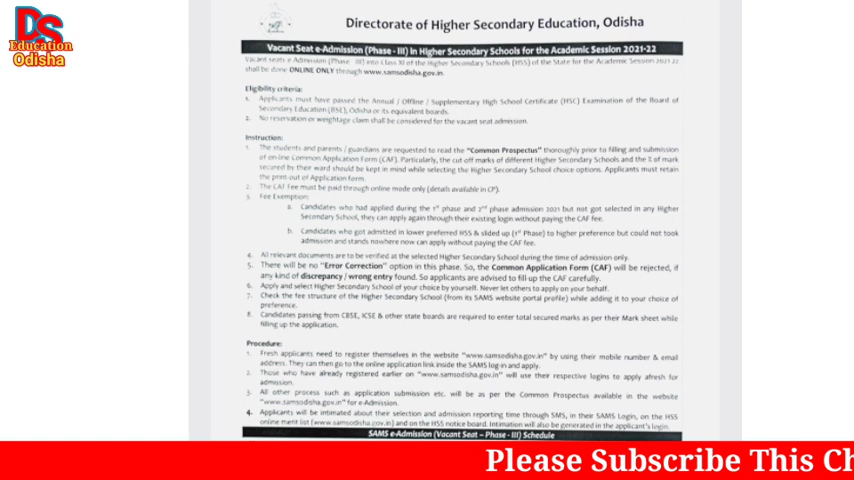 DS
Education
Odisha
Directorate of Higher Secondary Education, Odisha
Vacant Seat e-Admission (Phase - III) in Higher Secondary Schools for the Academic Session 2021-22
Vacant seats e-Admission (Phase - III) into Class XI of the Higher Secondary Schools (HSS) of the State for the Academic Session 2021-22
shall be done ONLINE ONLY through www.samsodisha.gov.in.
Eligibility criteria:
1. Applicants must have passed the Annual / Offline / Supplementary High School Certificate (HSC) Examination of the Board of
Secondary Education (BSE), Odisha or its equivalent boards.
2. No reservation or weightage claim shall be considered for the vacant seat admission.
Instruction:
1. The students and parents / guardians are requested to read the "Common Prospectus" thoroughly prior to filling and submission
of on-line Common Application Form (CAF). Particularly, the cut off marks of different Higher Secondary Schools and the % of mark
secured by their ward should be kept in mind while selecting the Higher Secondary School choice options. Applicants must retain
the print-out of Application form.
2. The CAF Fee must be paid through online mode only (details available in CP).
3. Fee Exemption:
a. Candidates who had applied during the 1st phase and 2nd phase admission 2021 but not got selected in any Higher
Secondary School, they can apply again through their existing login without paying the CAF fee.
b. Candidates who got admitted in lower preferred HSS & slided up (1st Phase) to higher preference but could not took
admission and stands nowhere now can apply without paying the CAF fee.
4. All relevant documents are to be verified at the selected Higher Secondary School during the time of admission only.
5. There will be no "Error Correction" option in this phase. So, the Common Application Form (CAF) will be rejected, if
any kind of discrepancy / wrong entry found. So applicants are advised to fill up the CAF carefully.
6. Apply and select Higher Secondary School of your choice by yourself. Never let others to apply on your behalf.
7. Check the fee structure of the Higher Secondary School (from its SAMS website portal profile) while adding it to your choice of
preference.
8. Candidates passing from CBSE, ICSE & other state boards are required to enter total secured marks as per their Mark sheet while
filling up the application.
Procedure:
1. Fresh applicants need to register themselves in the website "www.samsodisha.gov.in" by using their mobile number & email
address. They can then go to the online application link inside the SAMS log-in and apply.
2. Those who have already registered earlier on "www.samsodisha.gov.in" will use their respective logins to apply afresh for
admission.
3. All other process such as application submission etc. will be as per the Common Prospectus available in the website
"www.samsodisha.gov.in" for e-Admission.
4. Applicants will be intimated about their selection and admission reporting time through SMS, in their SAMS Login, on the HSS
online merit list (www.samsodisha.gov.in) and on the HSS notice board. Intimation will also be generated in the applicant's login.
SAMS e-Admission (Vacant Seat - Phase - III) Schedule
Please Subscribe This Ch